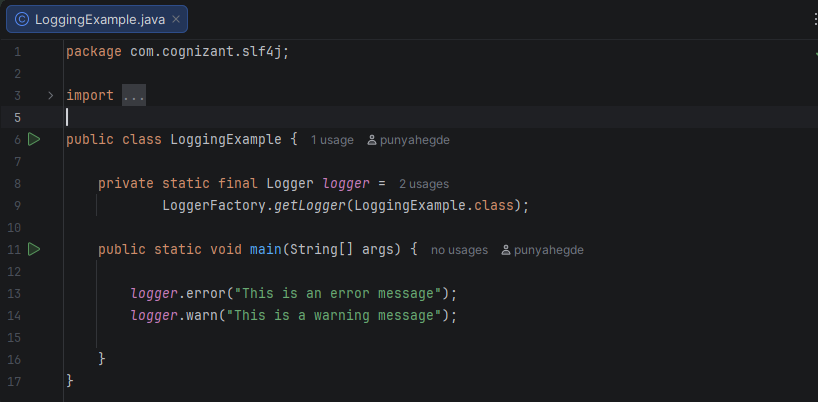 LoggingExample.java
1 package com.cognizant.slf4j;
2
3 import ...
5
6 public class LoggingExample { 1 usage punyahegde
7
8 private static final Logger logger = 2 usages
9 LoggerFactory.getLogger(LoggingExample.class);
10
11 public static void main(String[] args) { no usages punyahegde
12
13 logger.error("This is an error message");
14 logger.warn("This is a warning message");
15
16 }
17 }